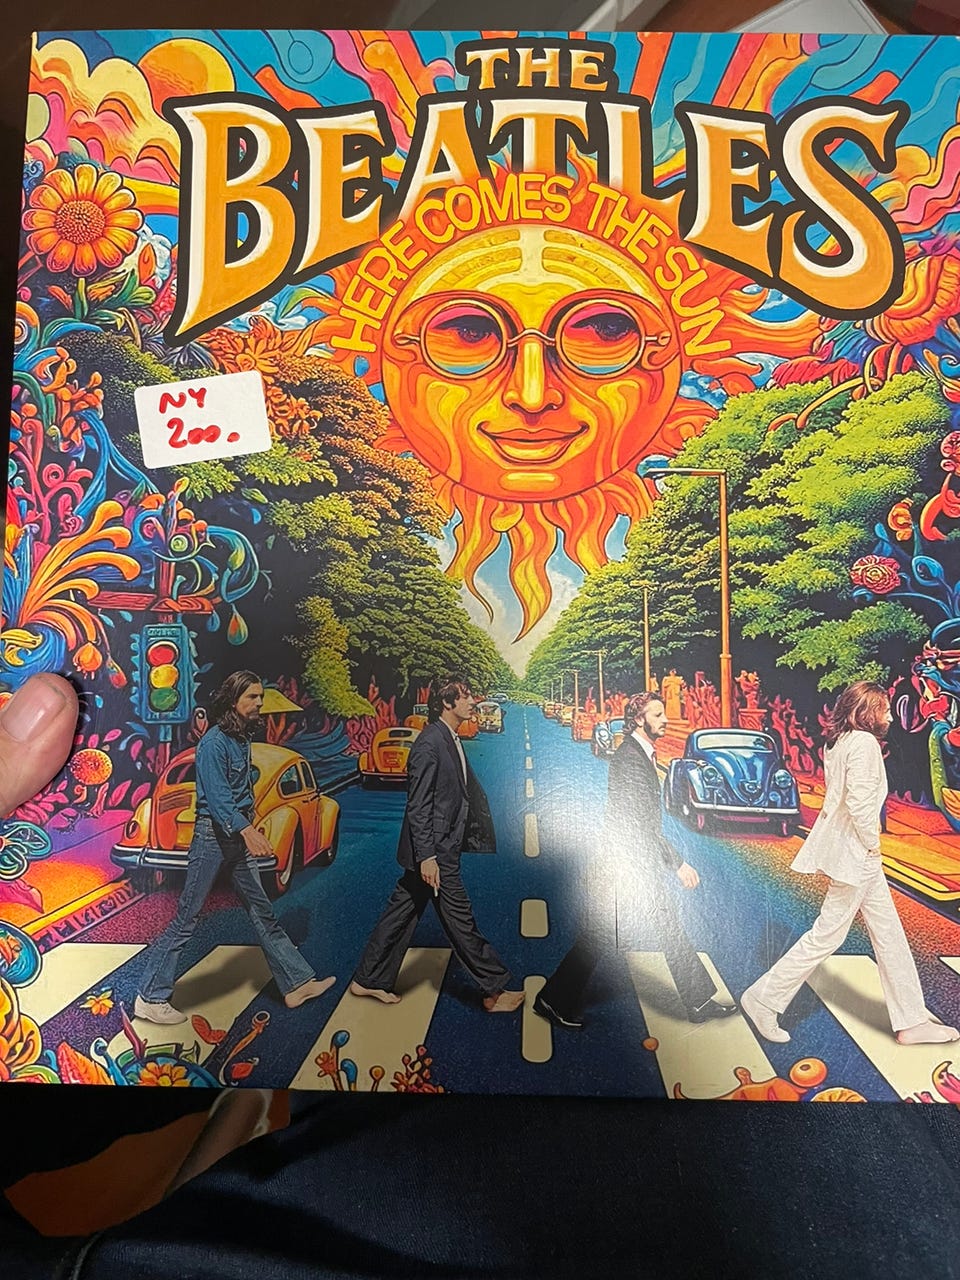 THE
BEATLES
HERE COMES THE SUN
NY
200.